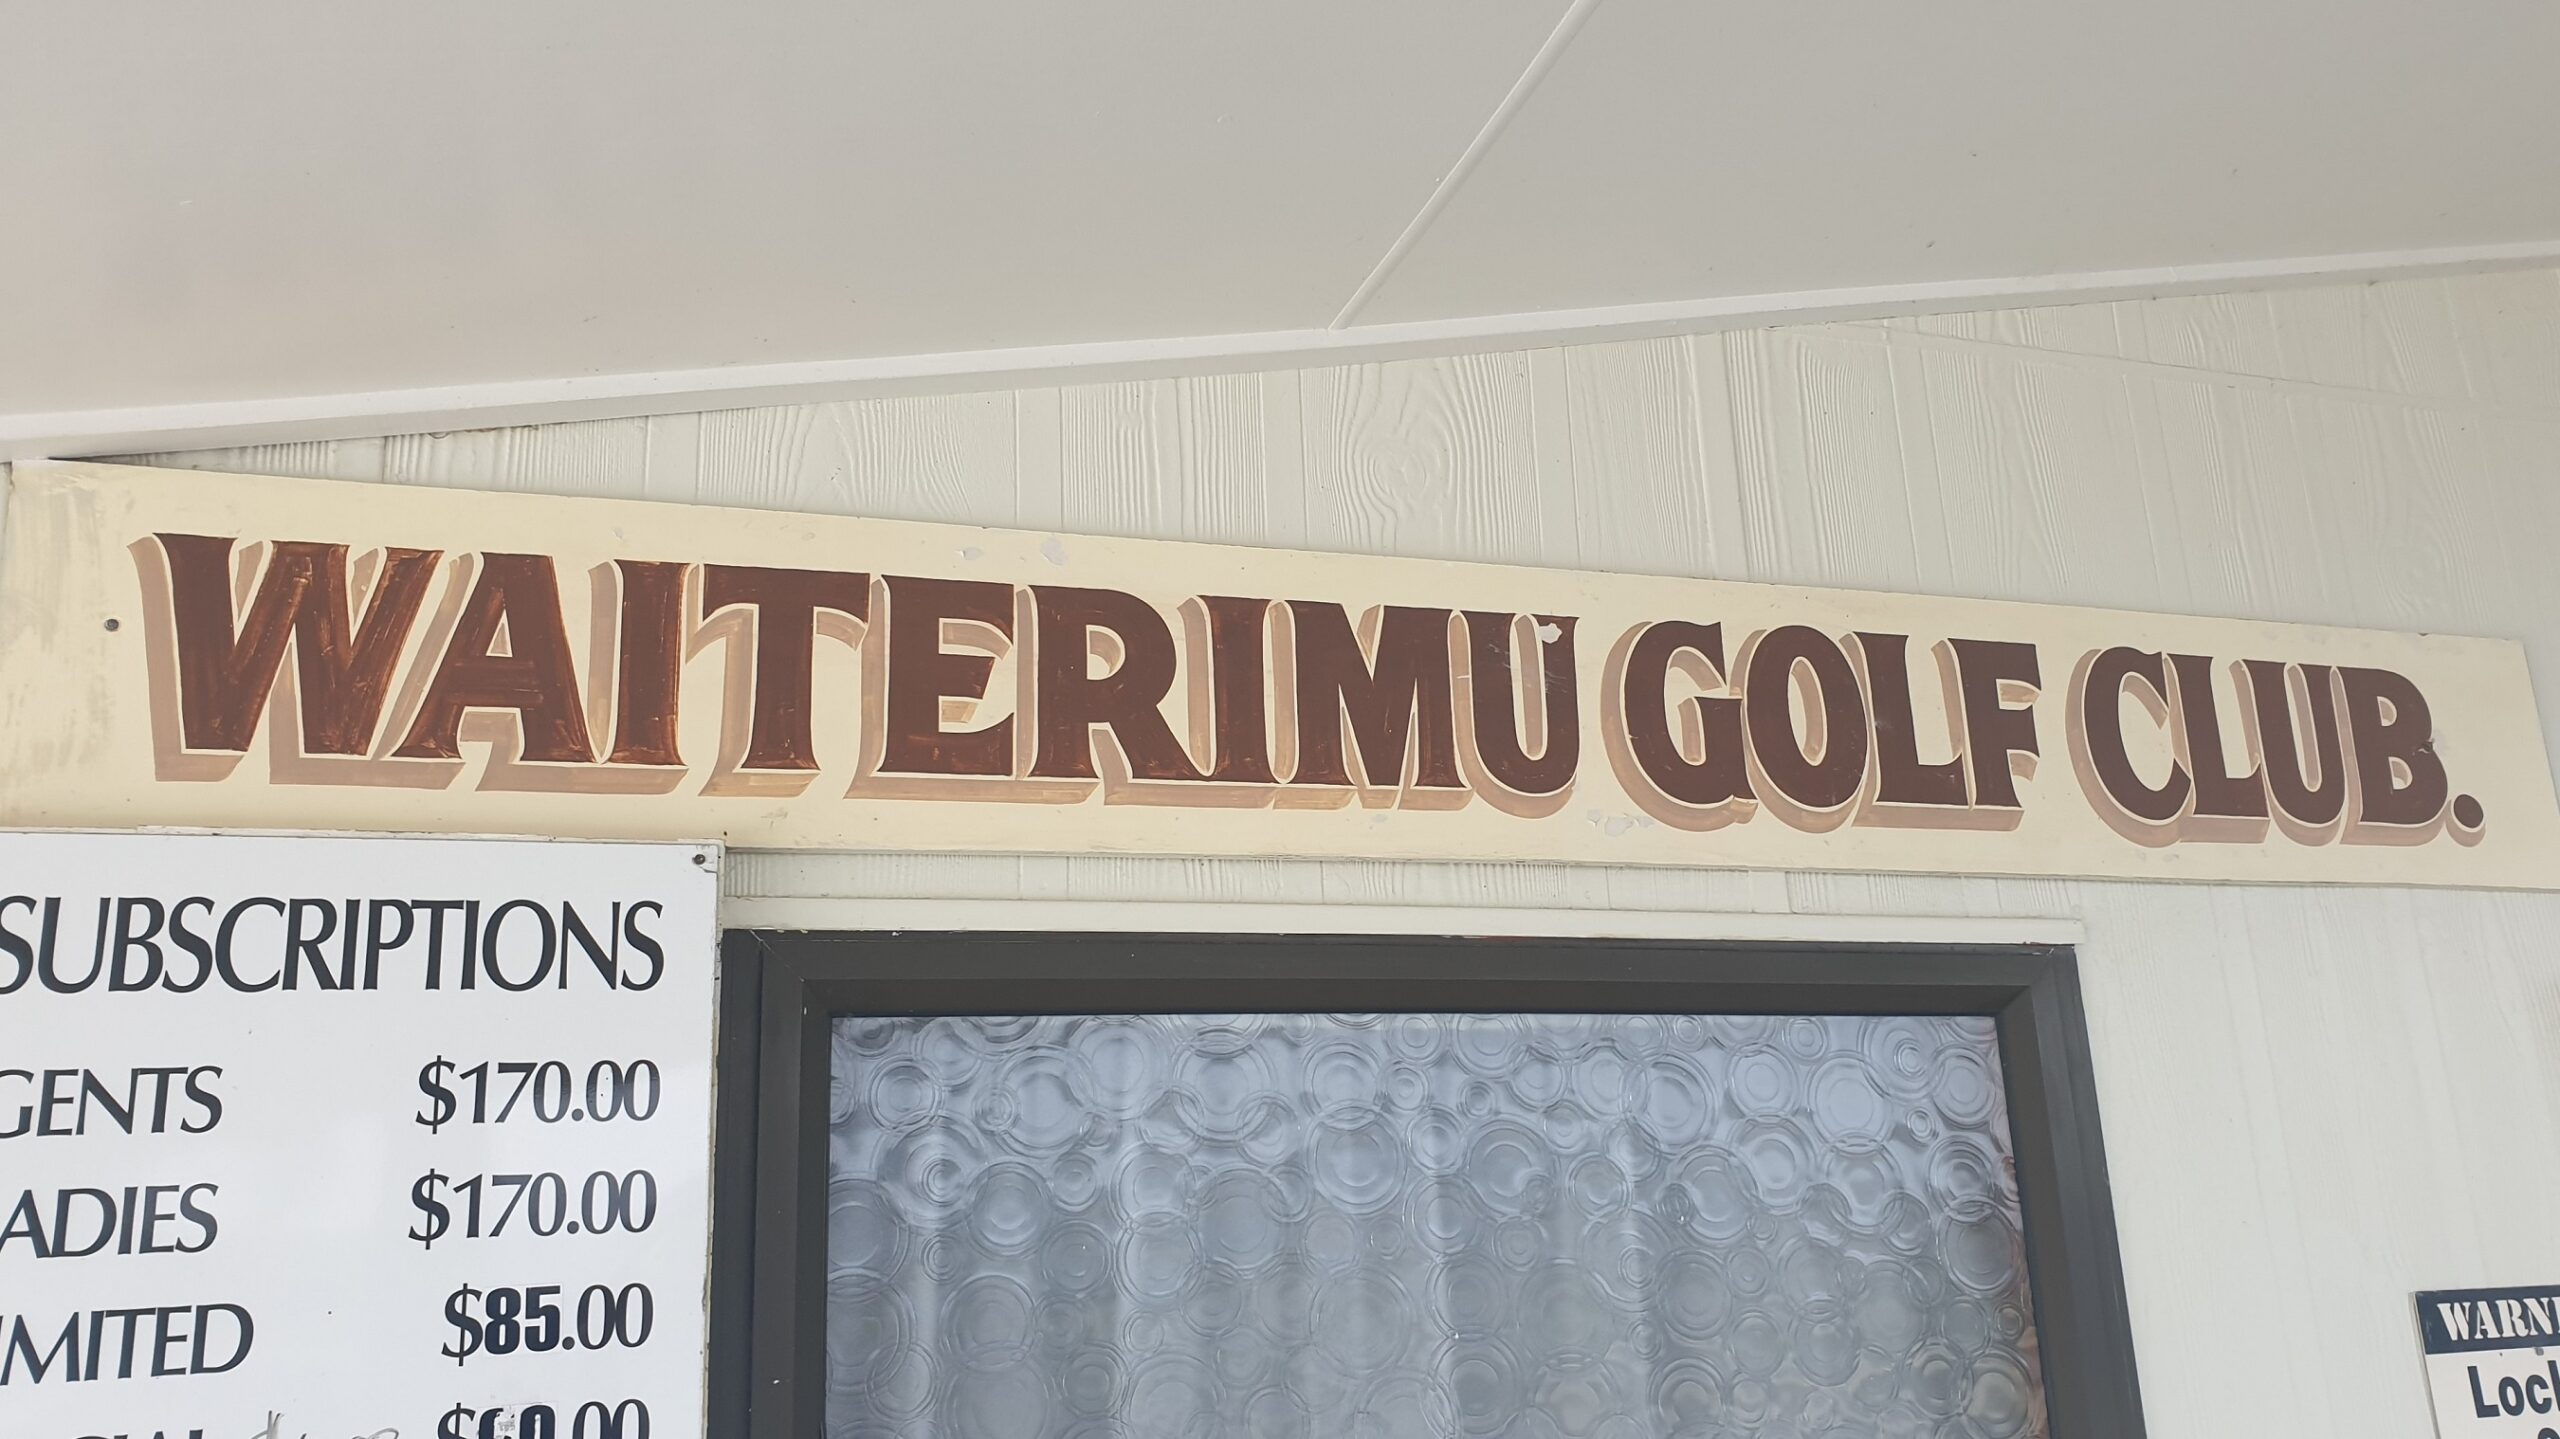 WAITERIMU GOLF CLUB.
SUBSCRIPTIONS
GENTS $170.00
ADIES $170.00
IMITED $85.00
WARN
Loc